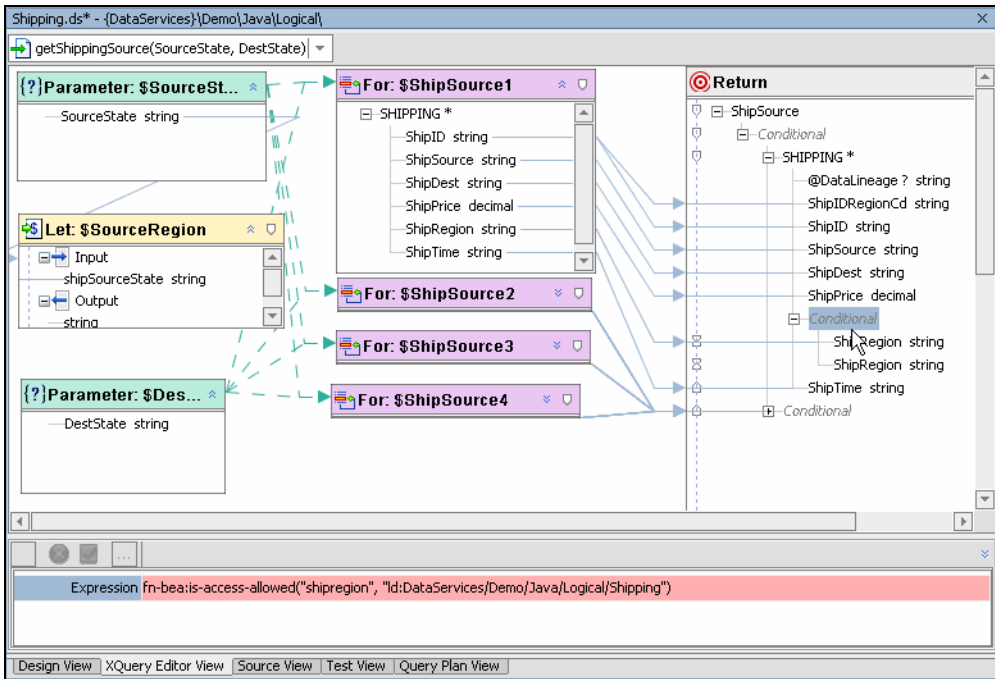 Shipping.ds* - {DataServices}\Demo\Java\Logical\
getShippingSource(SourceState, DestState)
{?}Parameter: $SourceSt...
SourceState string
Let: $SourceRegion
Input
shipSourceState string
Output
string
{?}Parameter: $Des...
DestState string
For: $ShipSource1
SHIPPING *
ShipID string
ShipSource string
ShipDest string
ShipPrice decimal
ShipRegion string
ShipTime string
For: $ShipSource2
For: $ShipSource3
For: $ShipSource4
Return
ShipSource
Conditional
SHIPPING *
@DataLineage ? string
ShipIDRegionCd string
ShipID string
ShipSource string
ShipDest string
ShipPrice decimal
Conditional
ShipRegion string
ShipRegion string
ShipTime string
Conditional
Expression fn-bea:is-access-allowed("shipregion", "ld:DataServices/Demo/Java/Logical/Shipping")
Design View XQuery Editor View Source View Test View Query Plan View